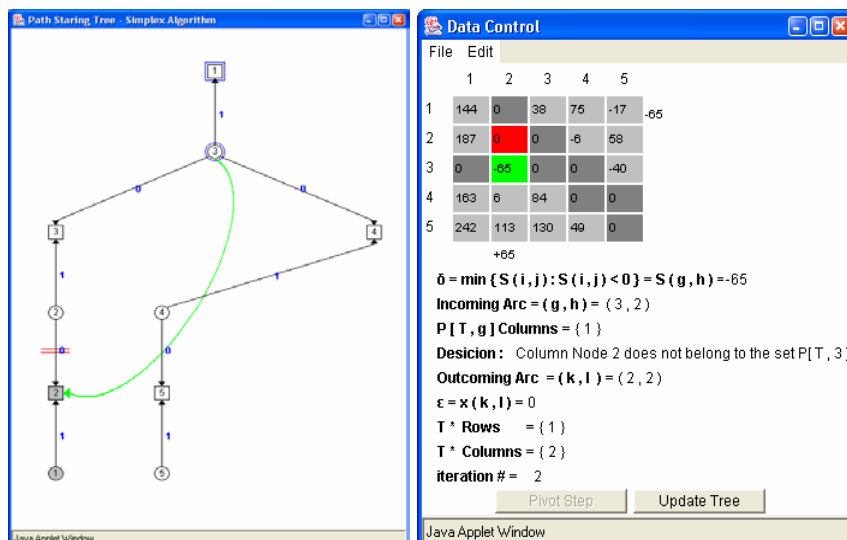 Path Staring Tree - Simplex Algorithm
1
1
3
0
0
3
4
1
1
2
4
0
0
2
5
1
1
1
5
Java Applet Window
Data Control
File Edit
1 2 3 4 5
1 144 0 38 75 -17 -65
2 187 0 0 -6 58
3 0 -65 0 0 -40
4 163 6 84 0 0
5 242 113 130 49 0
+65
δ = min { S ( i , j ) : S ( i , j ) < 0 } = S ( g , h ) = -65
Incoming Arc = ( g , h ) = ( 3 , 2 )
P [ T , g ] Columns = { 1 }
Desicion : Column Node 2 does not belong to the set P[ T , 3 ]
Outcoming Arc = ( k , l ) = ( 2 , 2 )
ε = x ( k , l ) = 0
T * Rows = { 1 }
T * Columns = { 2 }
iteration # = 2
Pivot Step Update Tree
Java Applet Window